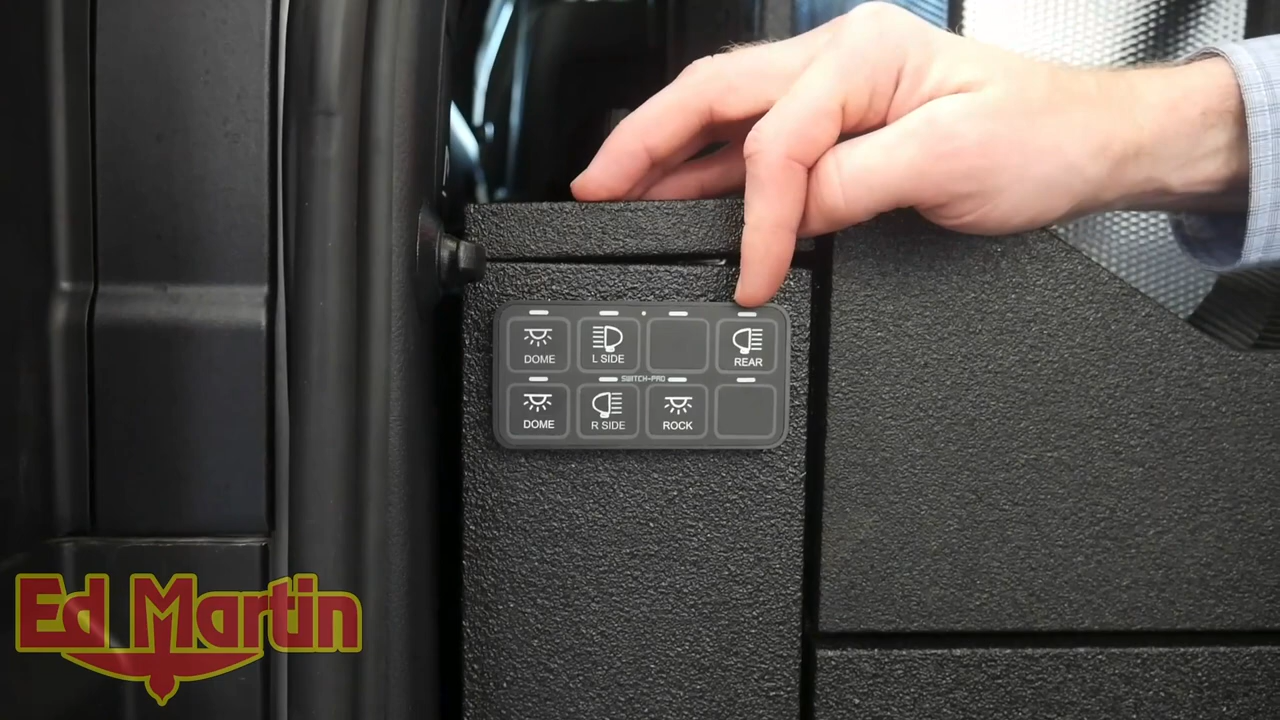 DOME
L SIDE
REAR
SWITCH-PRO
DOME
R SIDE
ROCK
Ed Martin